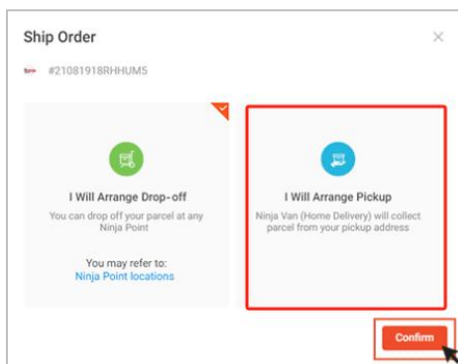 Ship Order
#21081918RHHUM5
I Will Arrange Drop-off
You can drop off your parcel at any
Ninja Point
You may refer to:
Ninja Point locations
I Will Arrange Pickup
Ninja Van (Home Delivery) will collect
parcel from your pickup address
Confirm